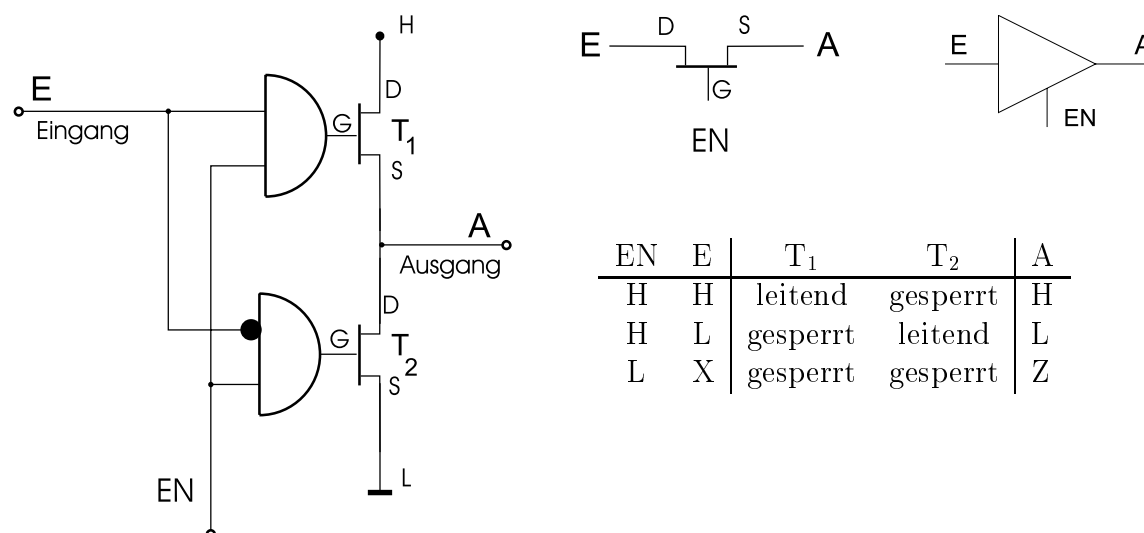 H
E
Eingang
D
G
T1
S
A
Ausgang
D
G
T2
S
EN
L
D S
E A
G
EN
E A
EN
EN E T1 T2 A
H H leitend gesperrt H
H L gesperrt leitend L
L X gesperrt gesperrt Z